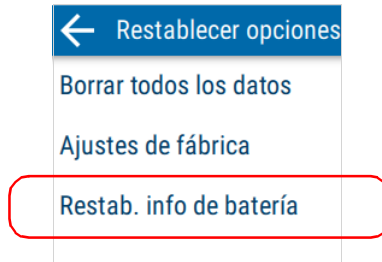 Restablecer opciones
Borrar todos los datos
Ajustes de fábrica
Restab. info de batería